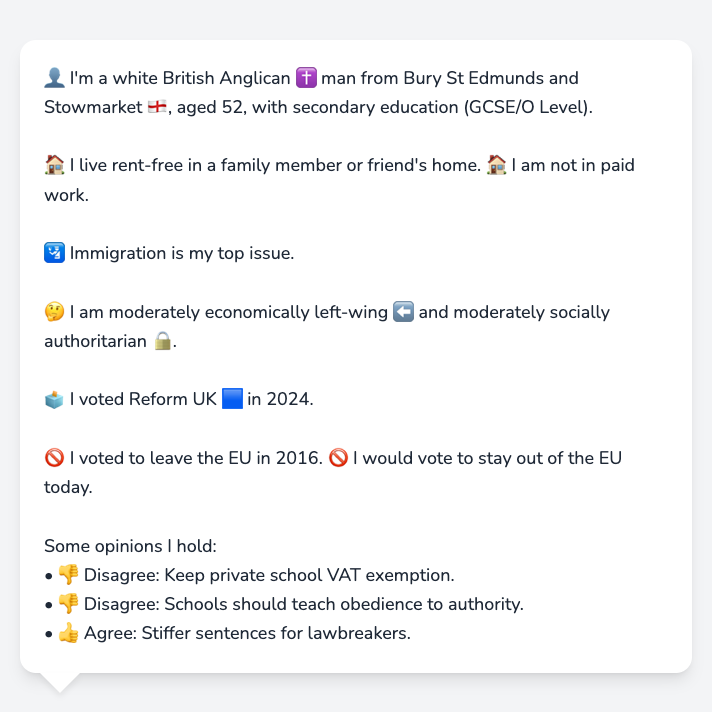 👤 I'm a white British Anglican ✝️ man from Bury St Edmunds and
Stowmarket 🏴󠁧󠁢󠁥󠁮󠁧󠁿, aged 52, with secondary education (GCSE/O Level).
🏠 I live rent-free in a family member or friend's home. 🏠 I am not in paid
work.
🛂 Immigration is my top issue.
🤔 I am moderately economically left-wing ⬅️ and moderately socially
authoritarian 🔒.
🗳️ I voted Reform UK 🟦 in 2024.
🚫 I voted to leave the EU in 2016. 🚫 I would vote to stay out of the EU
today.
Some opinions I hold:
• 👎 Disagree: Keep private school VAT exemption.
• 👎 Disagree: Schools should teach obedience to authority.
• 👍 Agree: Stiffer sentences for lawbreakers.